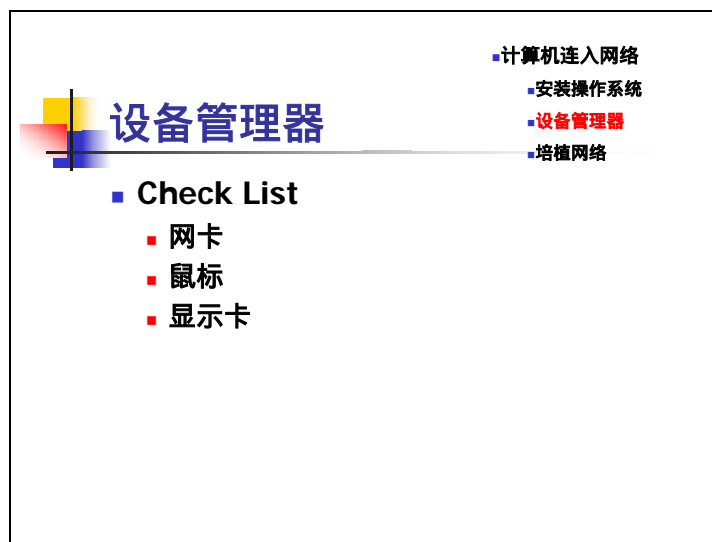 计算机连入网络
安装操作系统
设备管理器
培植网络
设备管理器
Check List
网卡
鼠标
显示卡